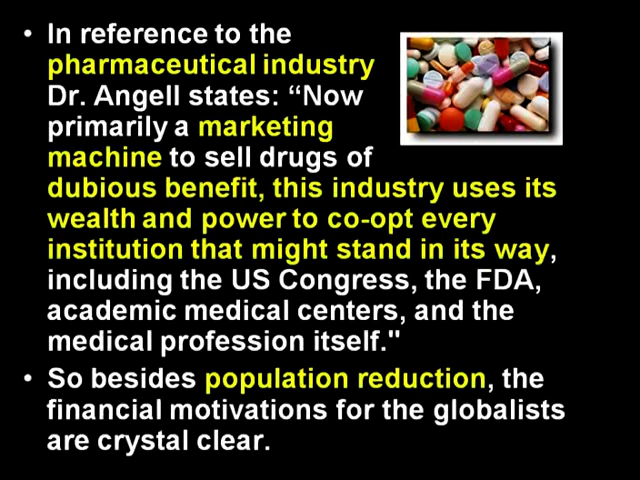 • In reference to the
pharmaceutical industry
Dr. Angell states: “Now
primarily a marketing
machine to sell drugs of
dubious benefit, this industry uses its
wealth and power to co-opt every
institution that might stand in its way,
including the US Congress, the FDA,
academic medical centers, and the
medical profession itself."
• So besides population reduction, the
financial motivations for the globalists
are crystal clear.